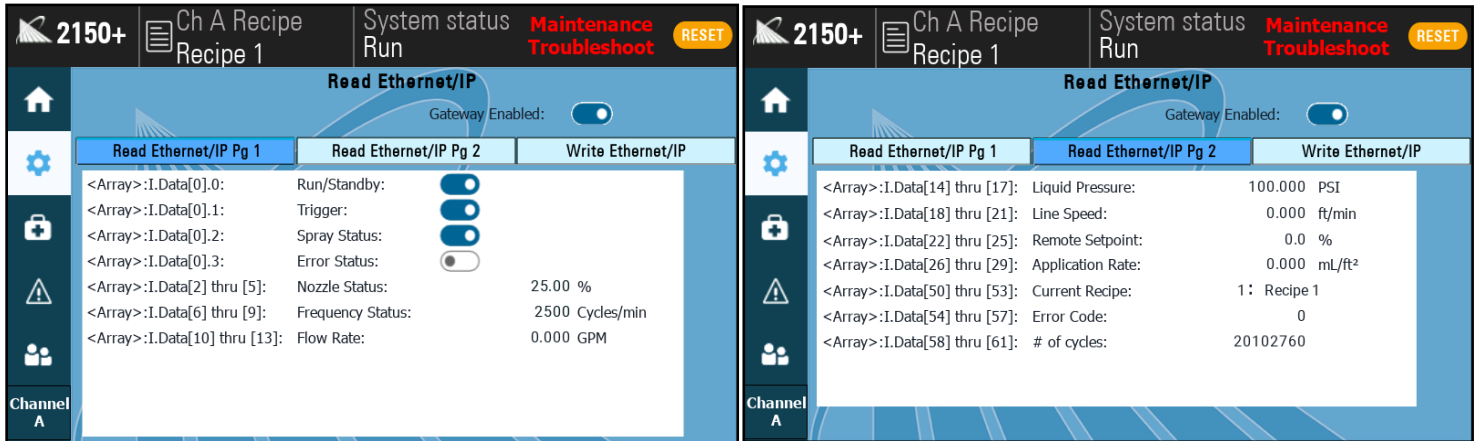 2150+
Ch A Recipe
Recipe 1
System status
Run
Maintenance
Troubleshoot
RESET
Read Ethernet/IP
Gateway Enabled:
Read Ethernet/IP Pg 1 Read Ethernet/IP Pg 2 Write Ethernet/IP
<Array>:I.Data[0].0: Run/Standby:
<Array>:I.Data[0].1: Trigger:
<Array>:I.Data[0].2: Spray Status:
<Array>:I.Data[0].3: Error Status:
<Array>:I.Data[2] thru [5]: Nozzle Status: 25.00 %
<Array>:I.Data[6] thru [9]: Frequency Status: 2500 Cycles/min
<Array>:I.Data[10] thru [13]: Flow Rate: 0.000 GPM
Channel
A
2150+
Ch A Recipe
Recipe 1
System status
Run
Maintenance
Troubleshoot
RESET
Read Ethernet/IP
Gateway Enabled:
Read Ethernet/IP Pg 1 Read Ethernet/IP Pg 2 Write Ethernet/IP
<Array>:I.Data[14] thru [17]: Liquid Pressure: 100.000 PSI
<Array>:I.Data[18] thru [21]: Line Speed: 0.000 ft/min
<Array>:I.Data[22] thru [25]: Remote Setpoint: 0.0 %
<Array>:I.Data[26] thru [29]: Application Rate: 0.000 mL/ft²
<Array>:I.Data[50] thru [53]: Current Recipe: 1: Recipe 1
<Array>:I.Data[54] thru [57]: Error Code: 0
<Array>:I.Data[58] thru [61]: # of cycles: 20102760
Channel
A